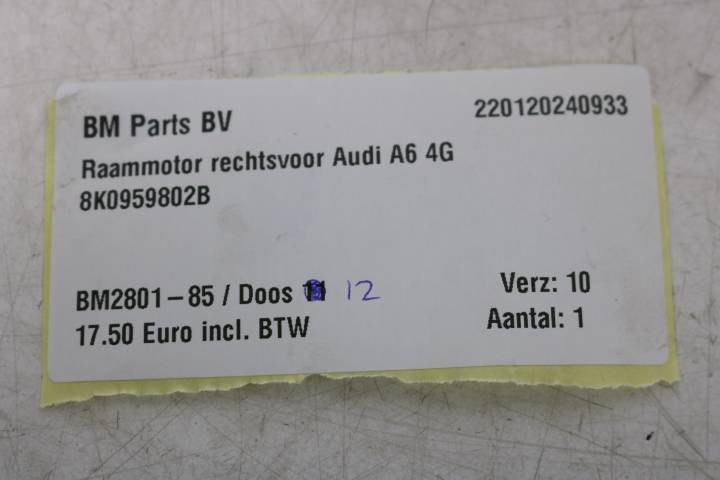 BM Parts BV
220120240933
Raammotor rechtsvoor Audi A6 4G
8K0959802B
BM2801-85 / Doos 12
Verz: 10
17.50 Euro incl. BTW
Aantal: 1